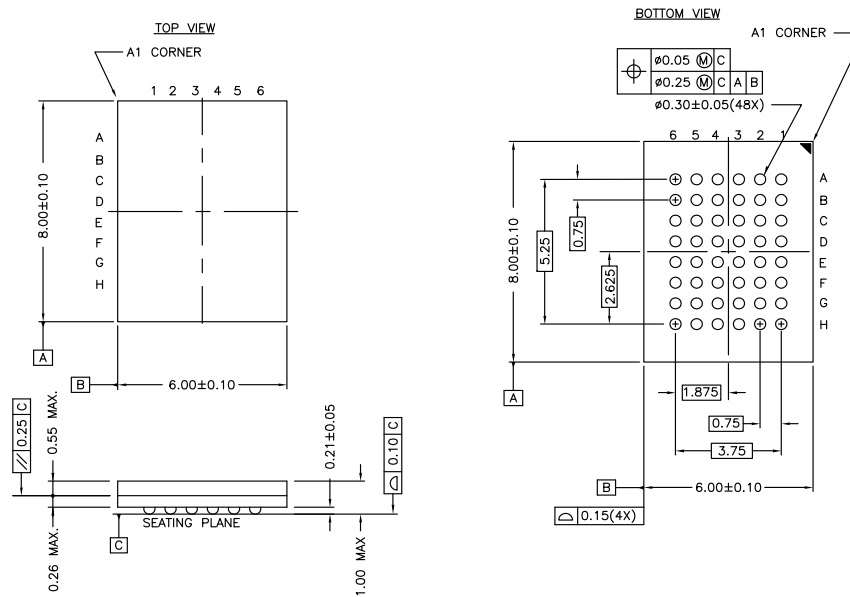 TOP VIEW
A1 CORNER
1 2 3 4 5 6
A
B
C
D
E
F
G
H
8.00±0.10
A
B
6.00±0.10
// 0.25 C
0.55 MAX.
0.21±0.05
⌓ 0.10 C
SEATING PLANE
C
0.26 MAX.
1.00 MAX.
BOTTOM VIEW
A1 CORNER
⌖ ø0.05 Ⓜ C
ø0.25 Ⓜ C A B
ø0.30±0.05(48X)
6 5 4 3 2 1
A
B
C
D
E
F
G
H
8.00±0.10
5.25
0.75
2.625
A
1.875
0.75
3.75
B
6.00±0.10
⌓ 0.15(4X)